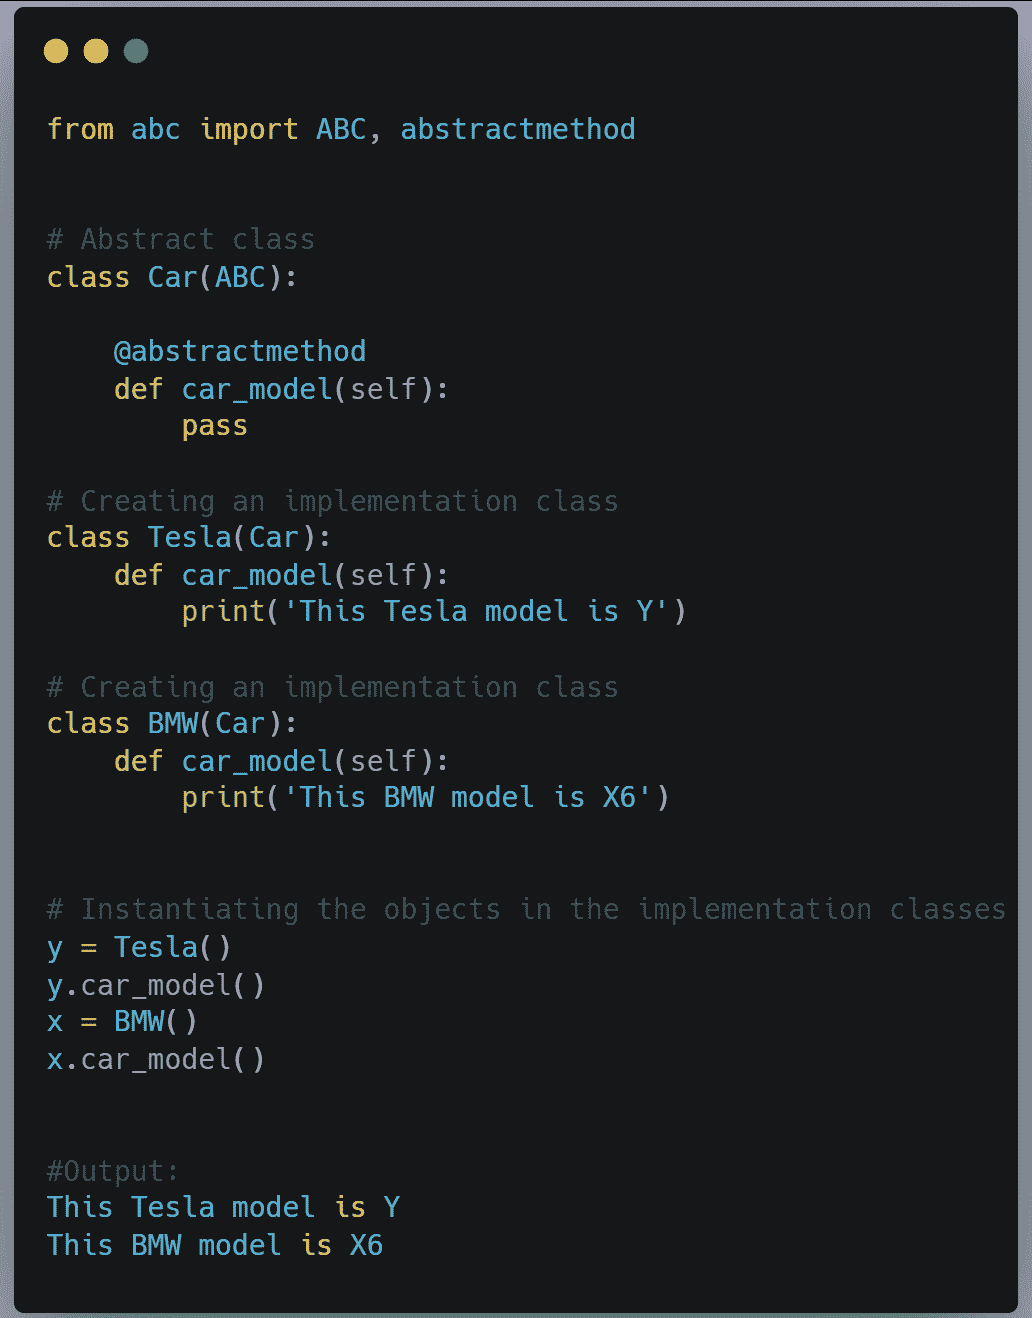 from abc import ABC, abstractmethod
# Abstract class
class Car(ABC):
    @abstractmethod
    def car_model(self):
        pass
# Creating an implementation class
class Tesla(Car):
    def car_model(self):
        print('This Tesla model is Y')
# Creating an implementation class
class BMW(Car):
    def car_model(self):
        print('This BMW model is X6')
# Instantiating the objects in the implementation classes
y = Tesla()
y.car_model()
x = BMW()
x.car_model()
#Output:
This Tesla model is Y
This BMW model is X6